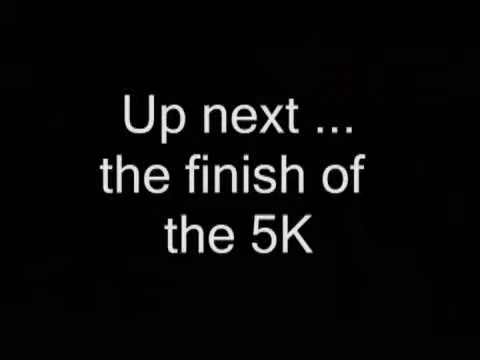 Up next ...
the finish of
the 5K